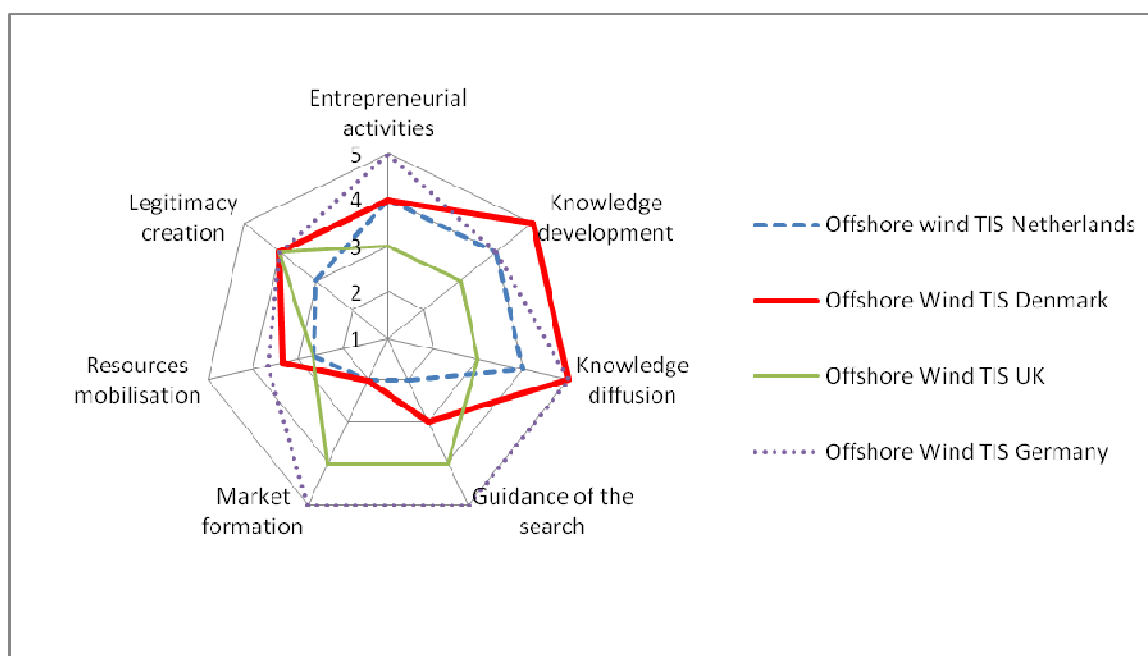 Entrepreneurial
activities
5
4
3
2
1
Knowledge
development
Knowledge
diffusion
Guidance of the
search
Market
formation
Resources
mobilisation
Legitimacy
creation
Offshore wind TIS Netherlands
Offshore Wind TIS Denmark
Offshore Wind TIS UK
Offshore Wind TIS Germany